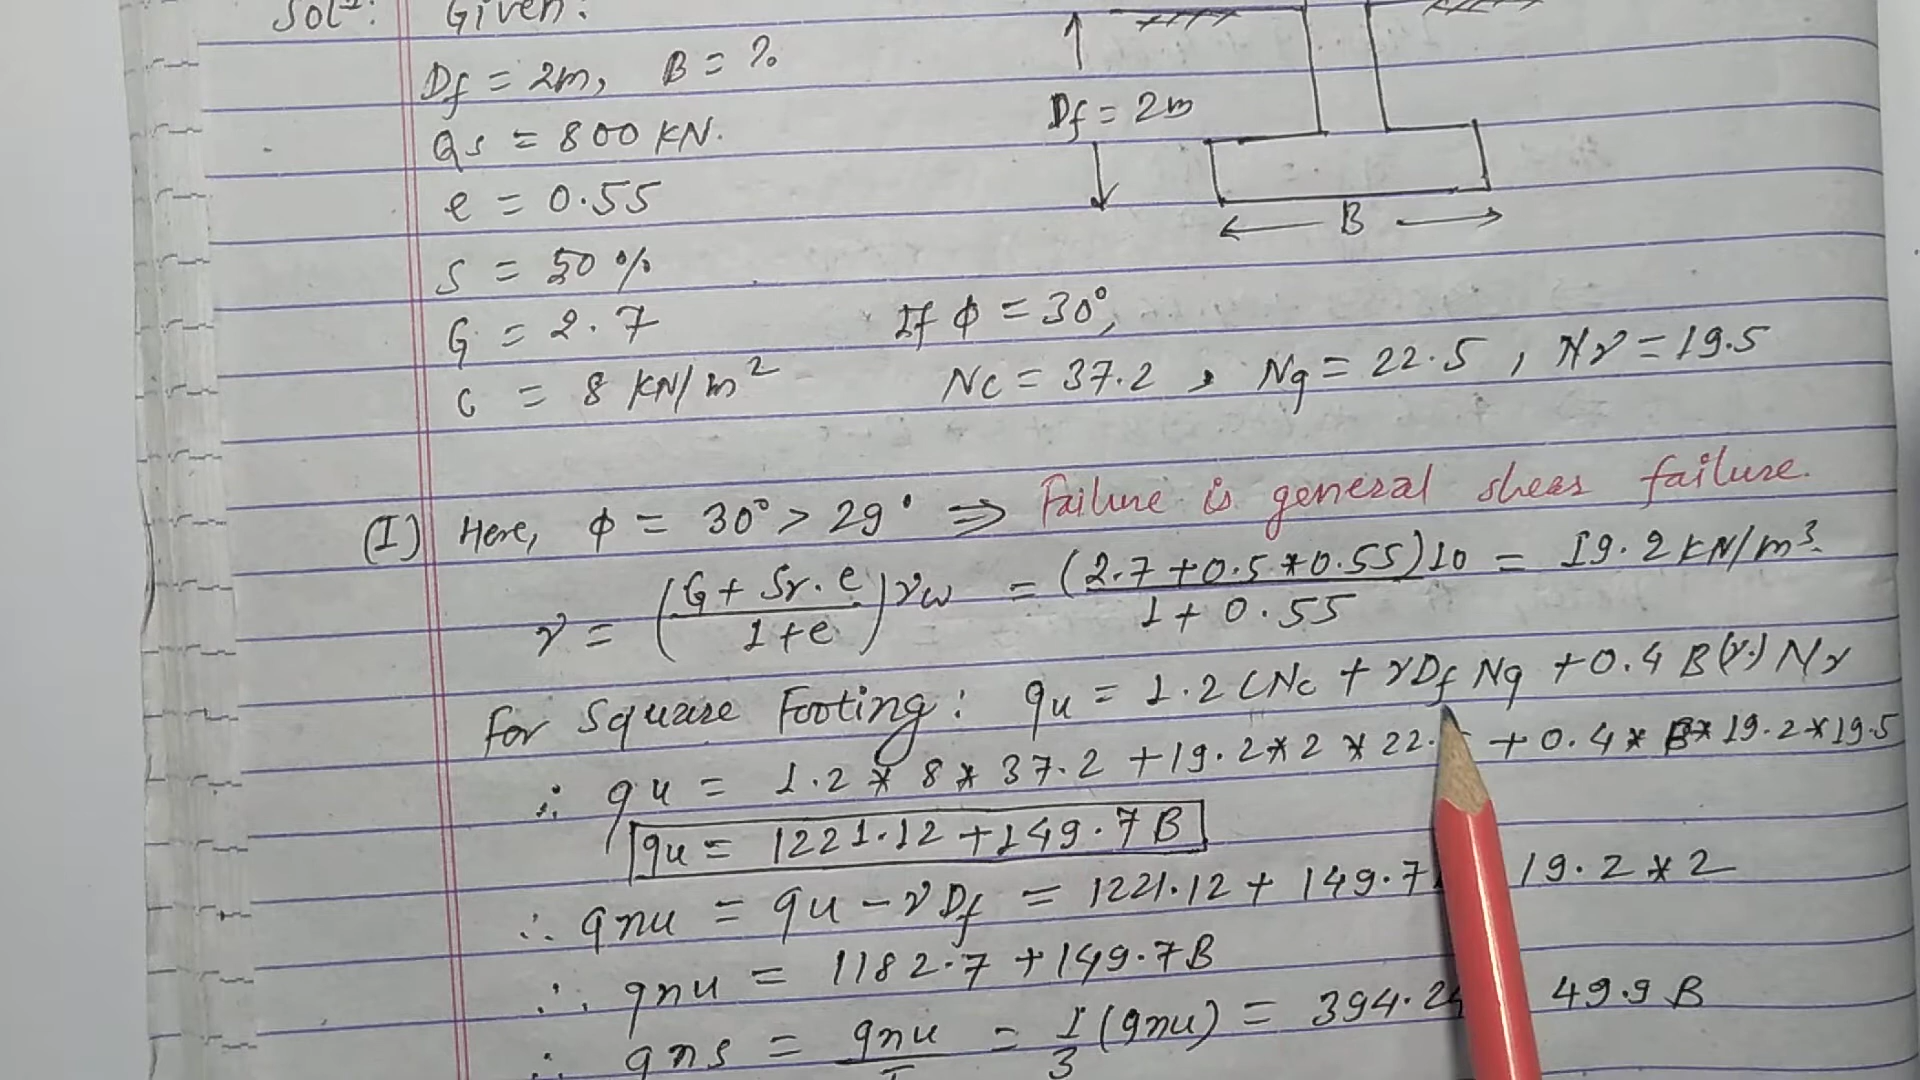 Solⁿ: Given:
Df = 2m, B = ?
Qs = 800 KN.
Df = 2m
e = 0.55
B
S = 50 %
G = 2.7 If φ = 30°,
c = 8 KN/m² Nc = 37.2 , Nq = 22.5 , Nγ = 19.5
(I) Here, φ = 30° > 29° ⇒ Failure is general shear failure.
γ = (G + Sr. e / 1+e) γw = (2.7 + 0.5 * 0.55)10 / 1 + 0.55 = 19.2 KN/m³.
For Square Footing: qu = 1.2 CNc + γDf Nq + 0.4 B(γ) Nγ
∴ qu = 1.2 * 8 * 37.2 + 19.2 * 2 * 22. + 0.4 * B * 19.2 * 19.5
qu = 1221.12 + 149.7 B
∴ qnu = qu - γDf = 1221.12 + 149.7 19.2 * 2
∴ qnu = 1182.7 + 149.7B
∴ qns = qnu = 1/3 (qnu) = 394.2 49.9 B